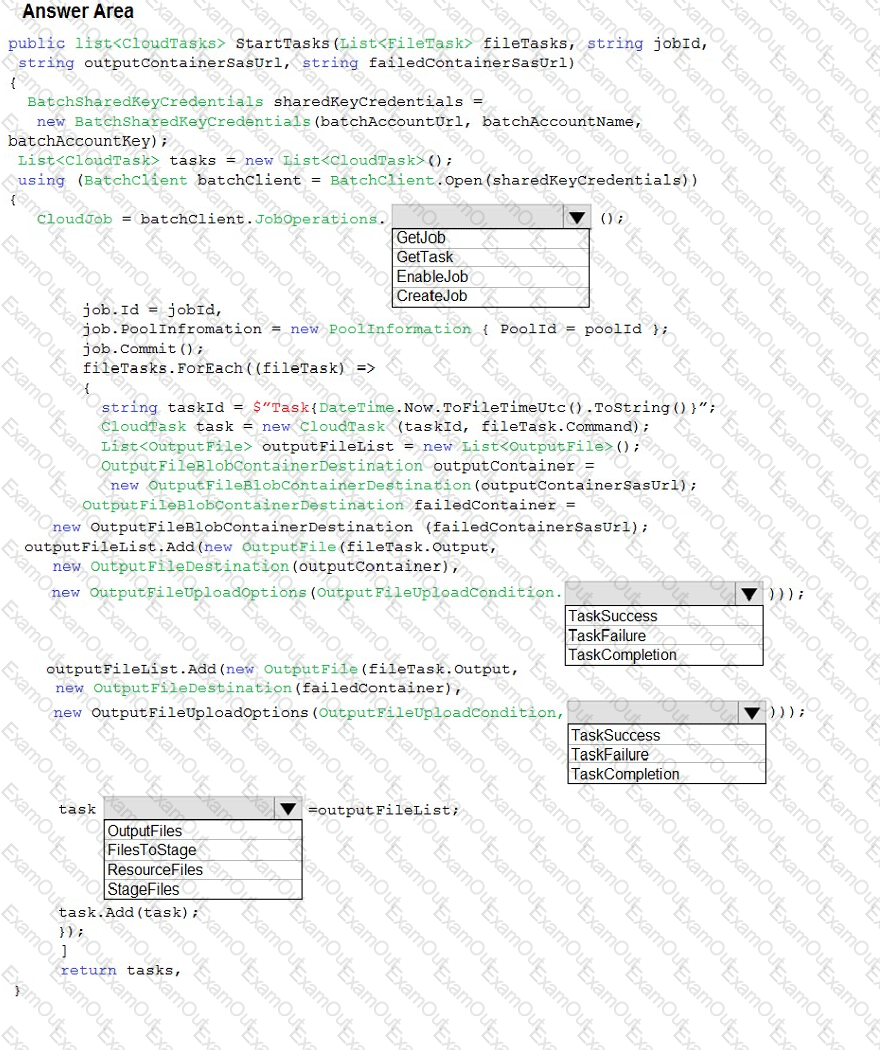 Answer Area
public list<CloudTasks> StartTasks(List<FileTask> fileTasks, string jobId,
string outputContainerSasUrl, string failedContainerSasUrl)
{
BatchSharedKeyCredentials sharedKeyCredentials =
new BatchSharedKeyCredentials(batchAccountUrl, batchAccountName,
batchAccountKey);
List<CloudTask> tasks = new List<CloudTask>();
using (BatchClient batchClient = BatchClient.Open(sharedKeyCredentials))
{
CloudJob = batchClient.JobOperations. ();
GetJob
GetTask
EnableJob
CreateJob
job.Id = jobId,
job.PoolInfromation = new PoolInformation { PoolId = poolId };
job.Commit();
fileTasks.ForEach((fileTask) =>
{
string taskId = $"Task{DateTime.Now.ToFileTimeUtc().ToString()}";
CloudTask task = new CloudTask (taskId, fileTask.Command);
List<OutputFile> outputFileList = new List<OutputFile>();
OutputFileBlobContainerDestination outputContainer =
new OutputFileBlobContainerDestination(outputContainerSasUrl);
OutputFileBlobContainerDestination failedContainer =
new OutputFileBlobContainerDestination (failedContainerSasUrl);
outputFileList.Add(new OutputFile(fileTask.Output,
new OutputFileDestination(outputContainer),
new OutputFileUploadOptions(OutputFileUploadCondition. )));
TaskSuccess
TaskFailure
TaskCompletion
outputFileList.Add(new OutputFile(fileTask.Output,
new OutputFileDestination(failedContainer),
new OutputFileUploadOptions(OutputFileUploadCondition, )));
TaskSuccess
TaskFailure
TaskCompletion
task =outputFileList;
OutputFiles
FilesToStage
ResourceFiles
StageFiles
task.Add(task);
});
]
return tasks,
}